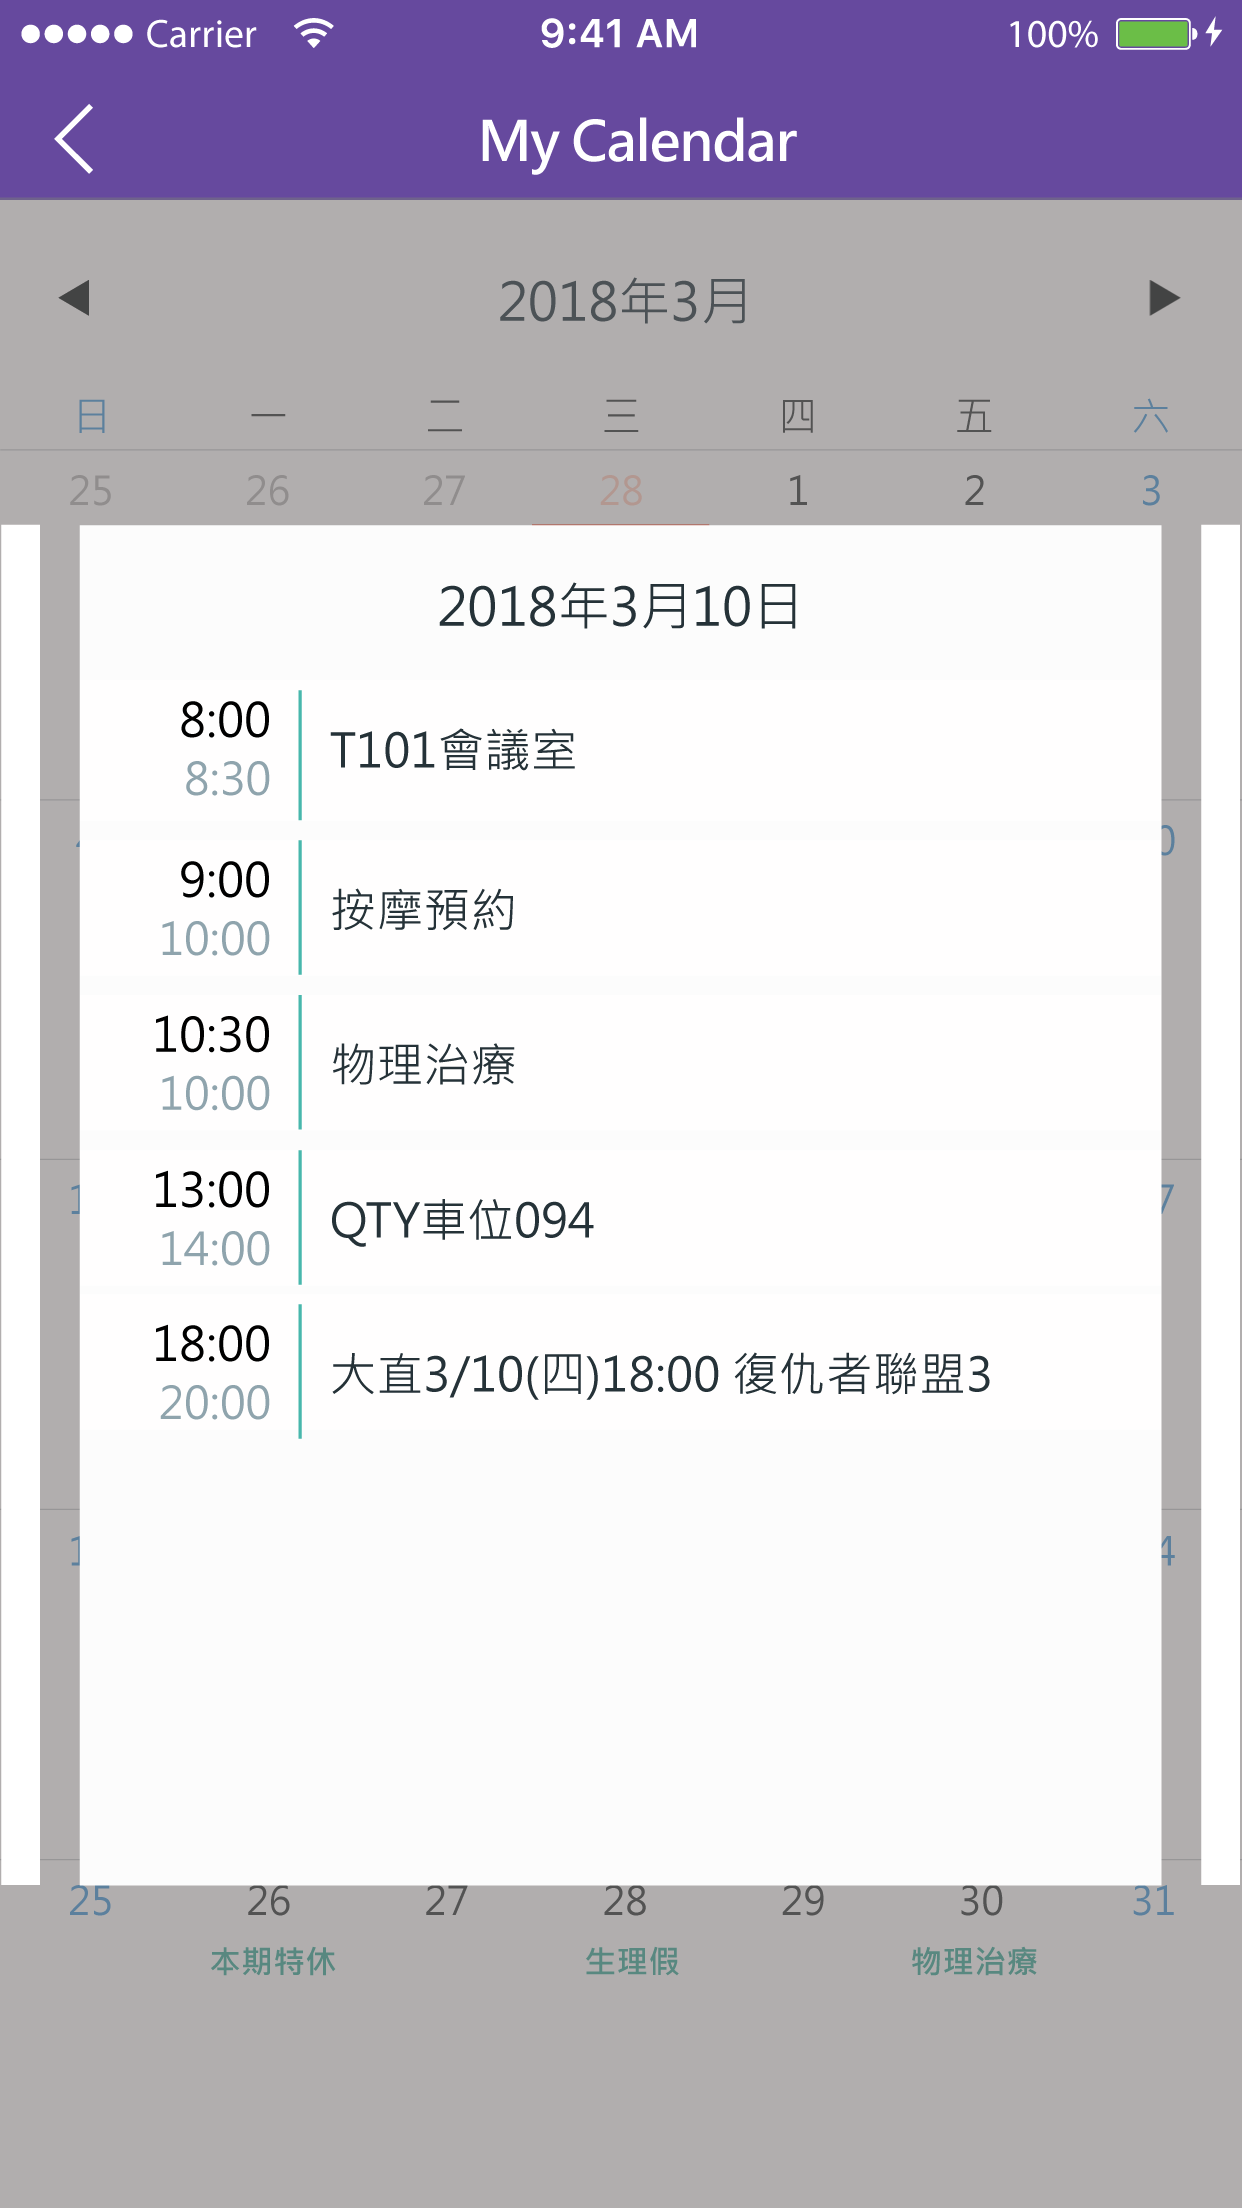 Carrier 9:41 AM 100%
My Calendar
2018年3月
日 一 二 三 四 五 六
25 26 27 28 1 2 3
2018年3月10日
8:00
8:30
T101會議室
9:00
10:00
按摩預約
10:30
10:00
物理治療
13:00
14:00
QTY車位094
18:00
20:00
大直3/10(四)18:00 復仇者聯盟3
25 26 27 28 29 30 31
本期特休 生理假 物理治療